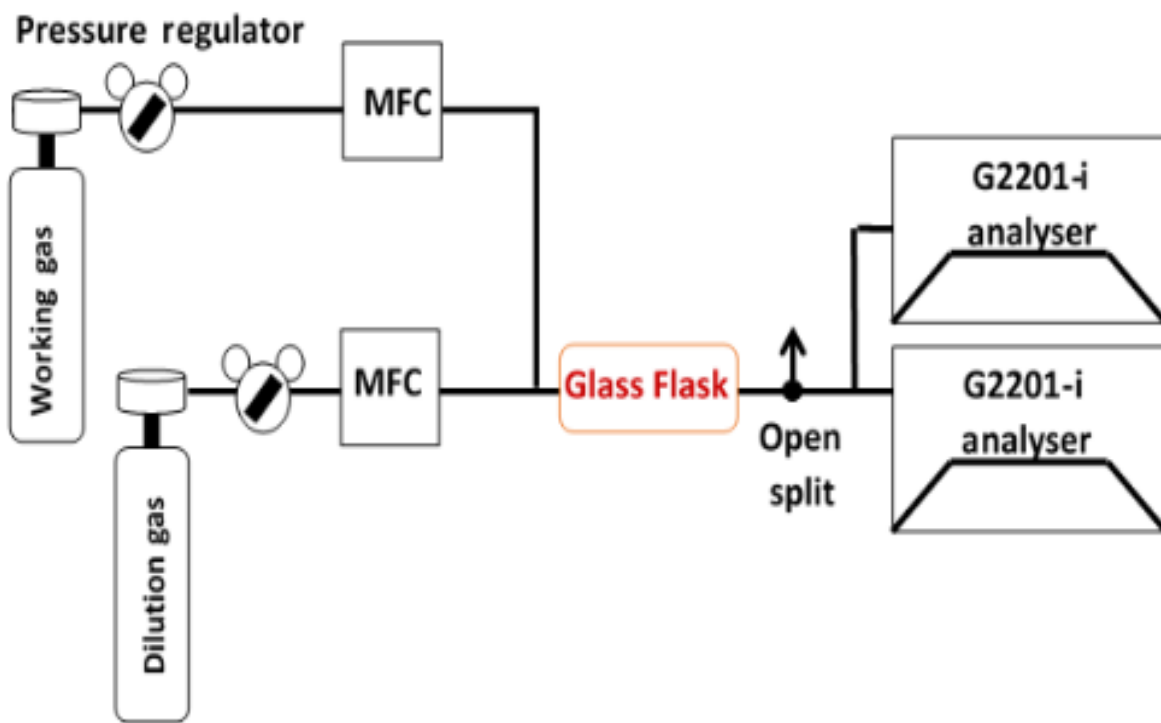 Pressure regulator
MFC
Working gas
G2201-i
analyser
MFC
Glass Flask
Open
split
G2201-i
analyser
Dilution gas